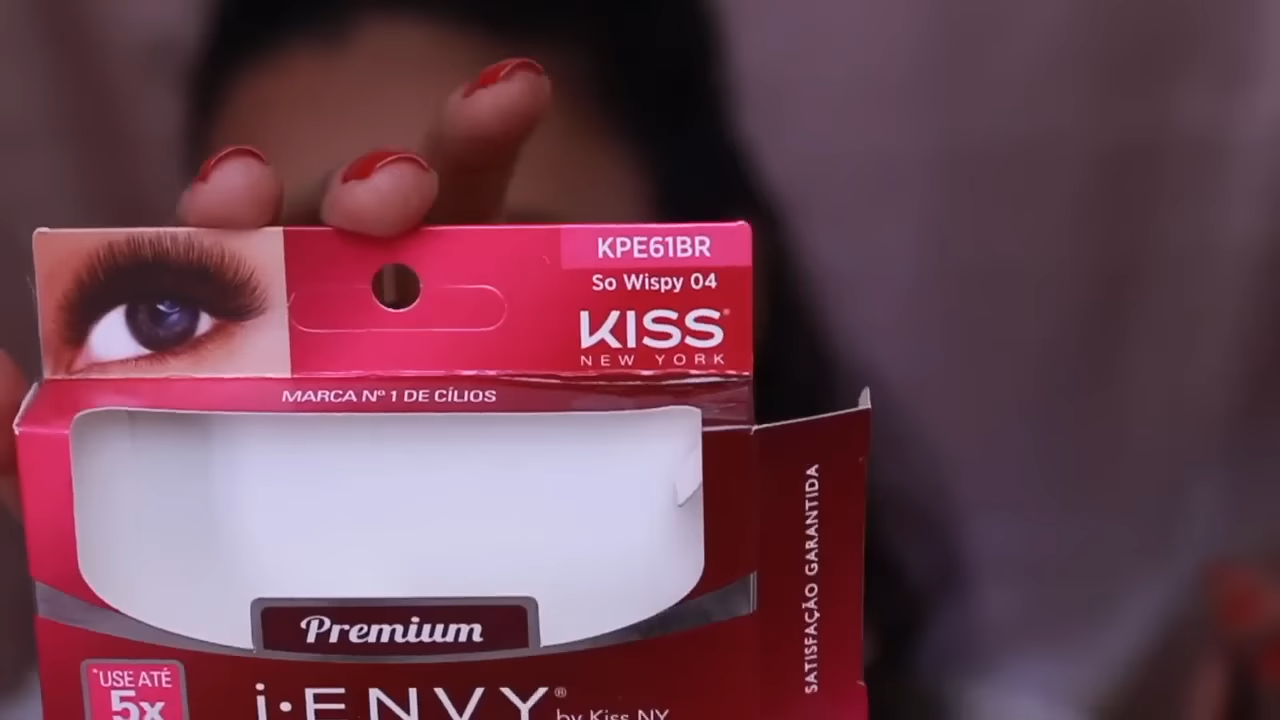 KPE61BR
So Wispy 04
KISS®
NEW YORK
MARCA Nº 1 DE CÍLIOS
SATISFAÇÃO GARANTIDA
Premium
*USE ATÉ
5x
i·ENVY® by Kiss NY